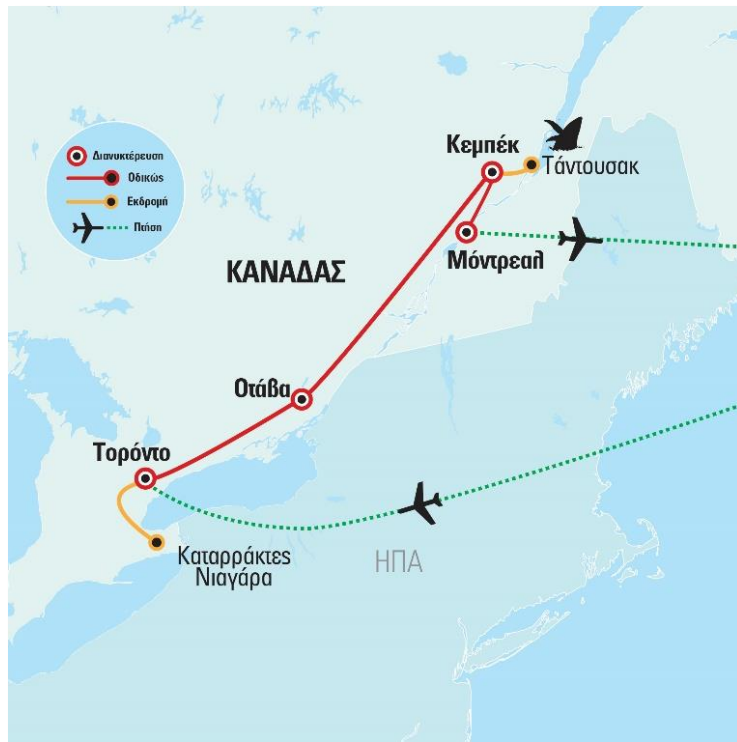 Διανυκτέρευση
Οδικώς
Εκδρομή
Πτήση
Κεμπέκ
Τάντουσακ
Μόντρεαλ
ΚΑΝΑΔΑΣ
Οτάβα
Τορόντο
Καταρράκτες
Νιαγάρα
ΗΠΑ